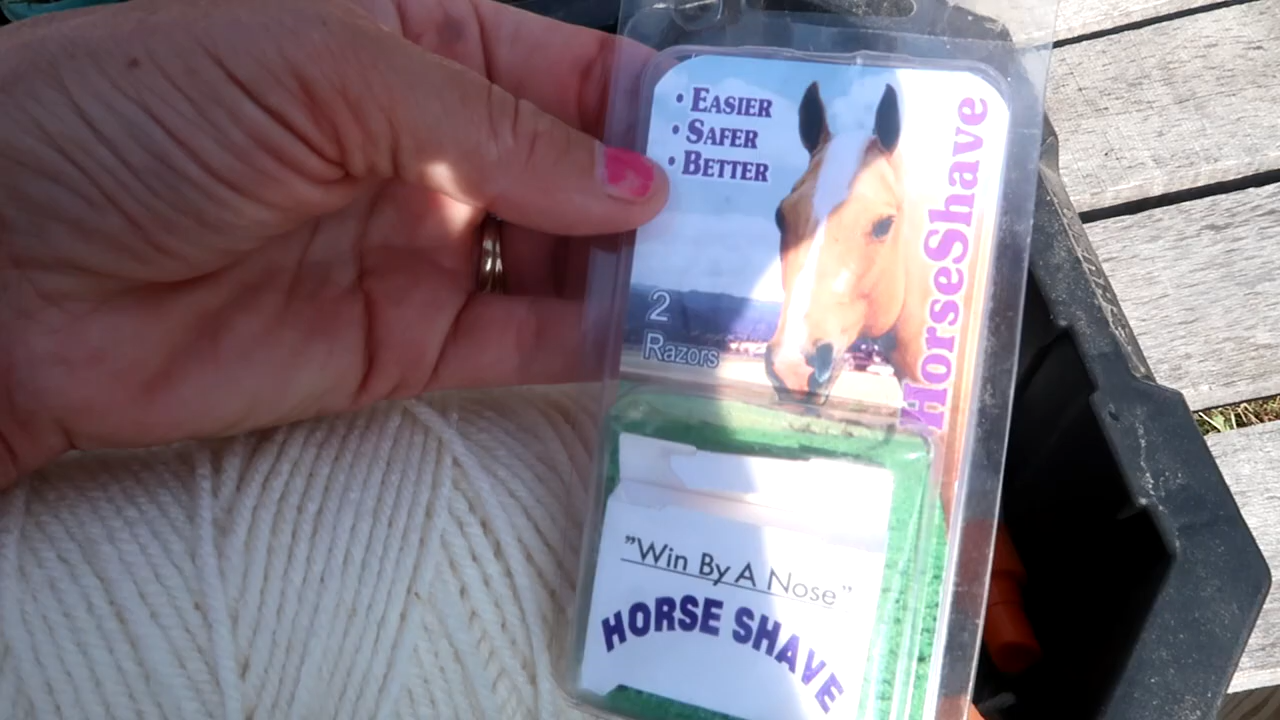 • EASIER
• SAFER
• BETTER
HorseShave
2
Razors
"Win By A Nose"
HORSE SHAVE